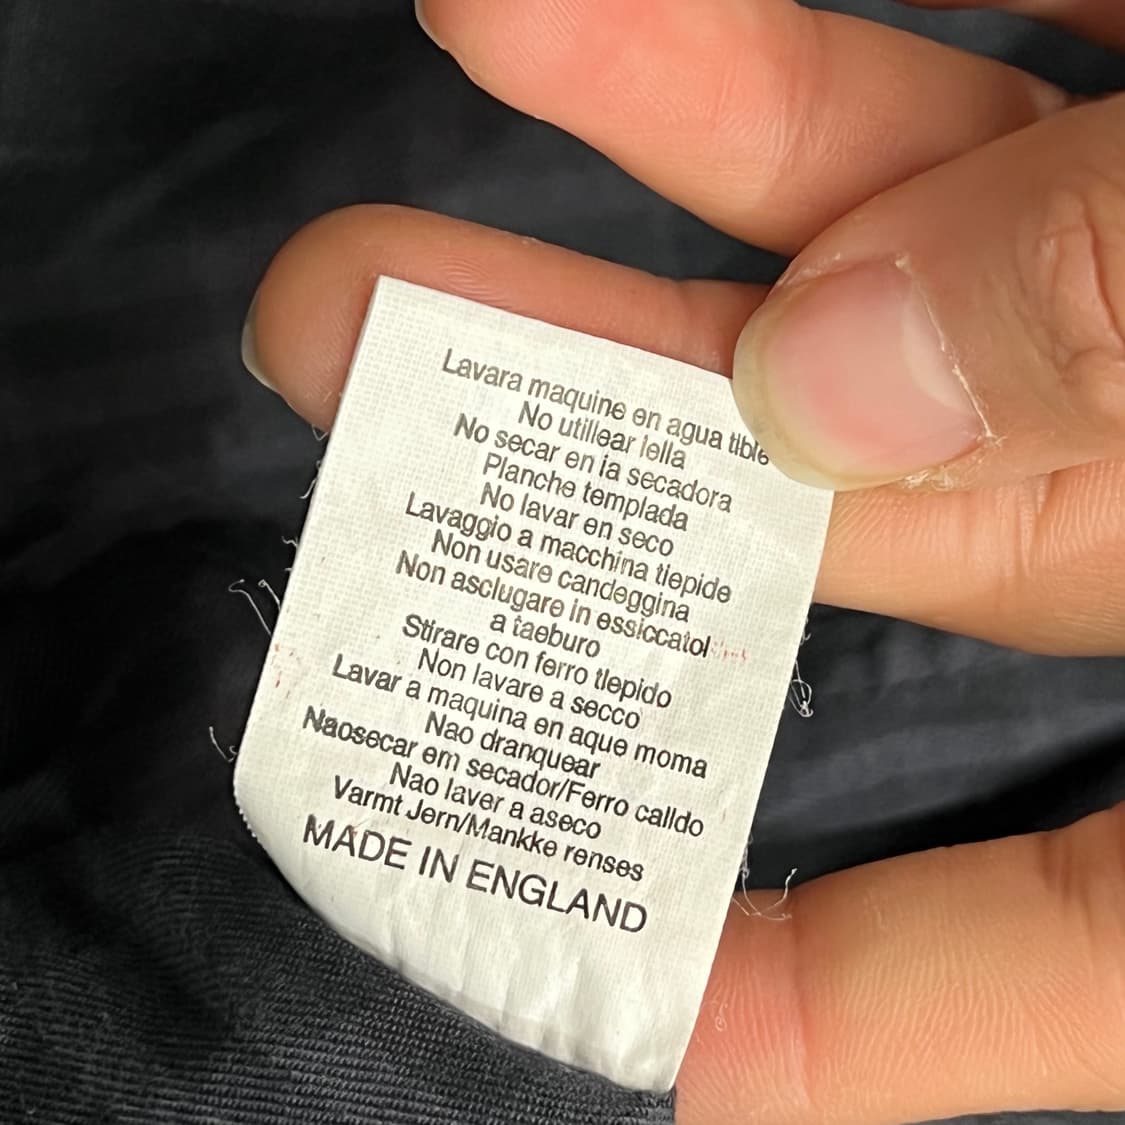 Lavara maquine en agua tible
No utillear lella
No secar en ia secadora
Planche templada
No lavar en seco
Lavaggio a macchina tlepide
Non usare candeggina
Non asclugare in essiccatol
a taeburo
Stirare con ferro tlepido
Non lavare a secco
Lavar a maquina en aque moma
Nao dranquear
Naosecar em secador/Ferro calldo
Nao laver a aseco
Varmt Jern/Mankke renses
MADE IN ENGLAND